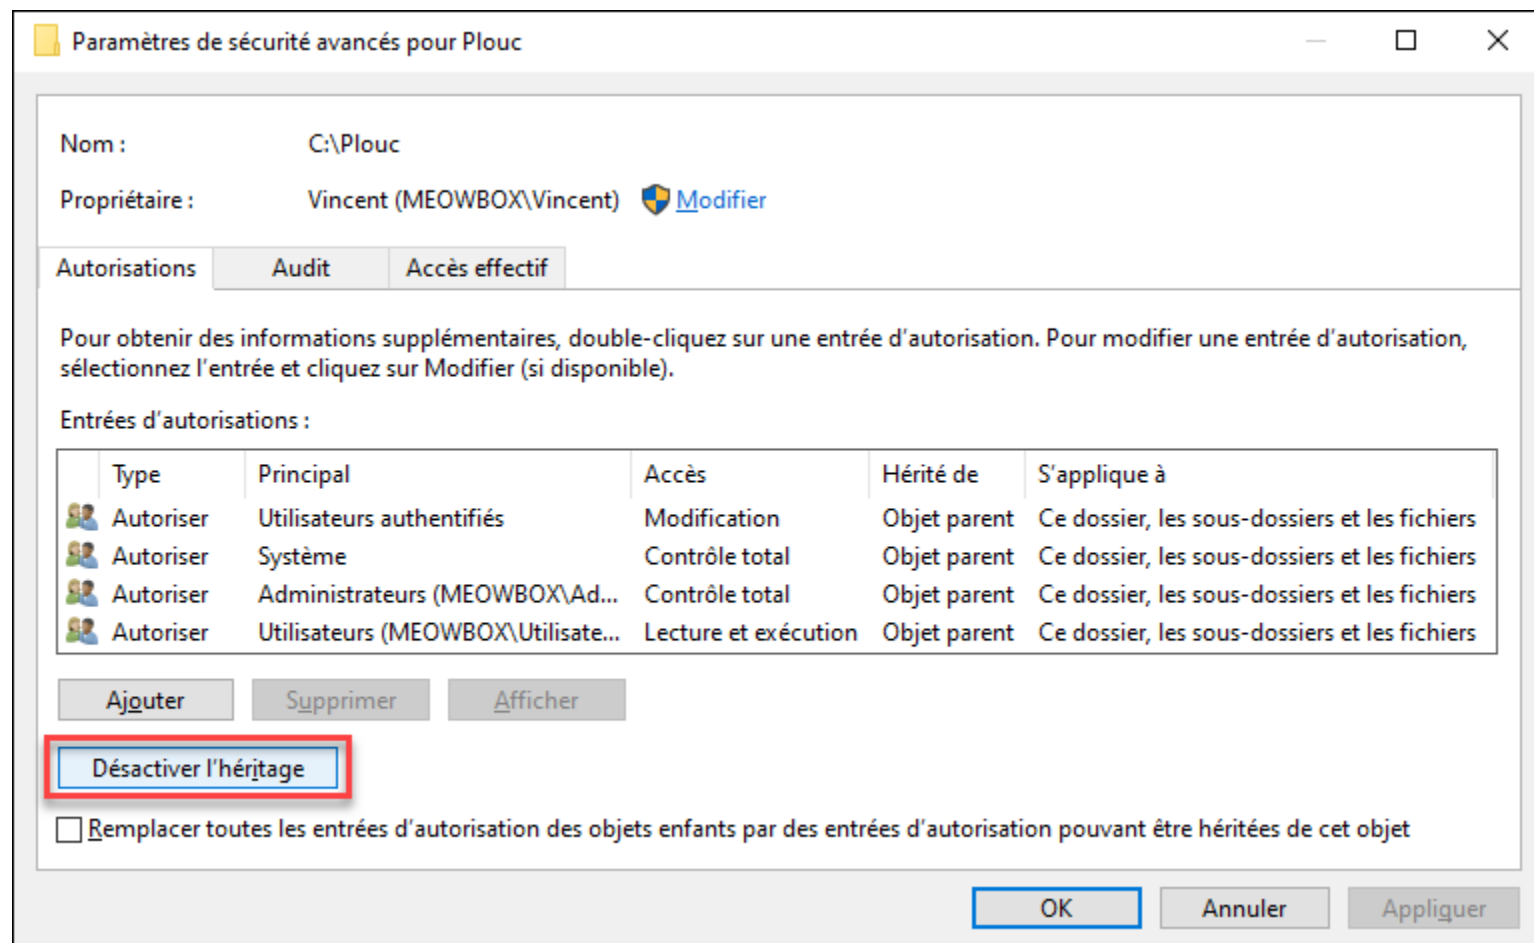 Paramètres de sécurité avancés pour Plouc
Nom : C:\Plouc
Propriétaire : Vincent (MEOWBOX\Vincent) Modifier
Autorisations Audit Accès effectif
Pour obtenir des informations supplémentaires, double-cliquez sur une entrée d'autorisation. Pour modifier une entrée d'autorisation,
sélectionnez l'entrée et cliquez sur Modifier (si disponible).
Entrées d'autorisations :
Type Principal Accès Hérité de S'applique à
Autoriser Utilisateurs authentifiés Modification Objet parent Ce dossier, les sous-dossiers et les fichiers
Autoriser Système Contrôle total Objet parent Ce dossier, les sous-dossiers et les fichiers
Autoriser Administrateurs (MEOWBOX\Ad... Contrôle total Objet parent Ce dossier, les sous-dossiers et les fichiers
Autoriser Utilisateurs (MEOWBOX\Utilisate... Lecture et exécution Objet parent Ce dossier, les sous-dossiers et les fichiers
Ajouter Supprimer Afficher
Désactiver l'héritage
Remplacer toutes les entrées d'autorisation des objets enfants par des entrées d'autorisation pouvant être héritées de cet objet
OK Annuler Appliquer